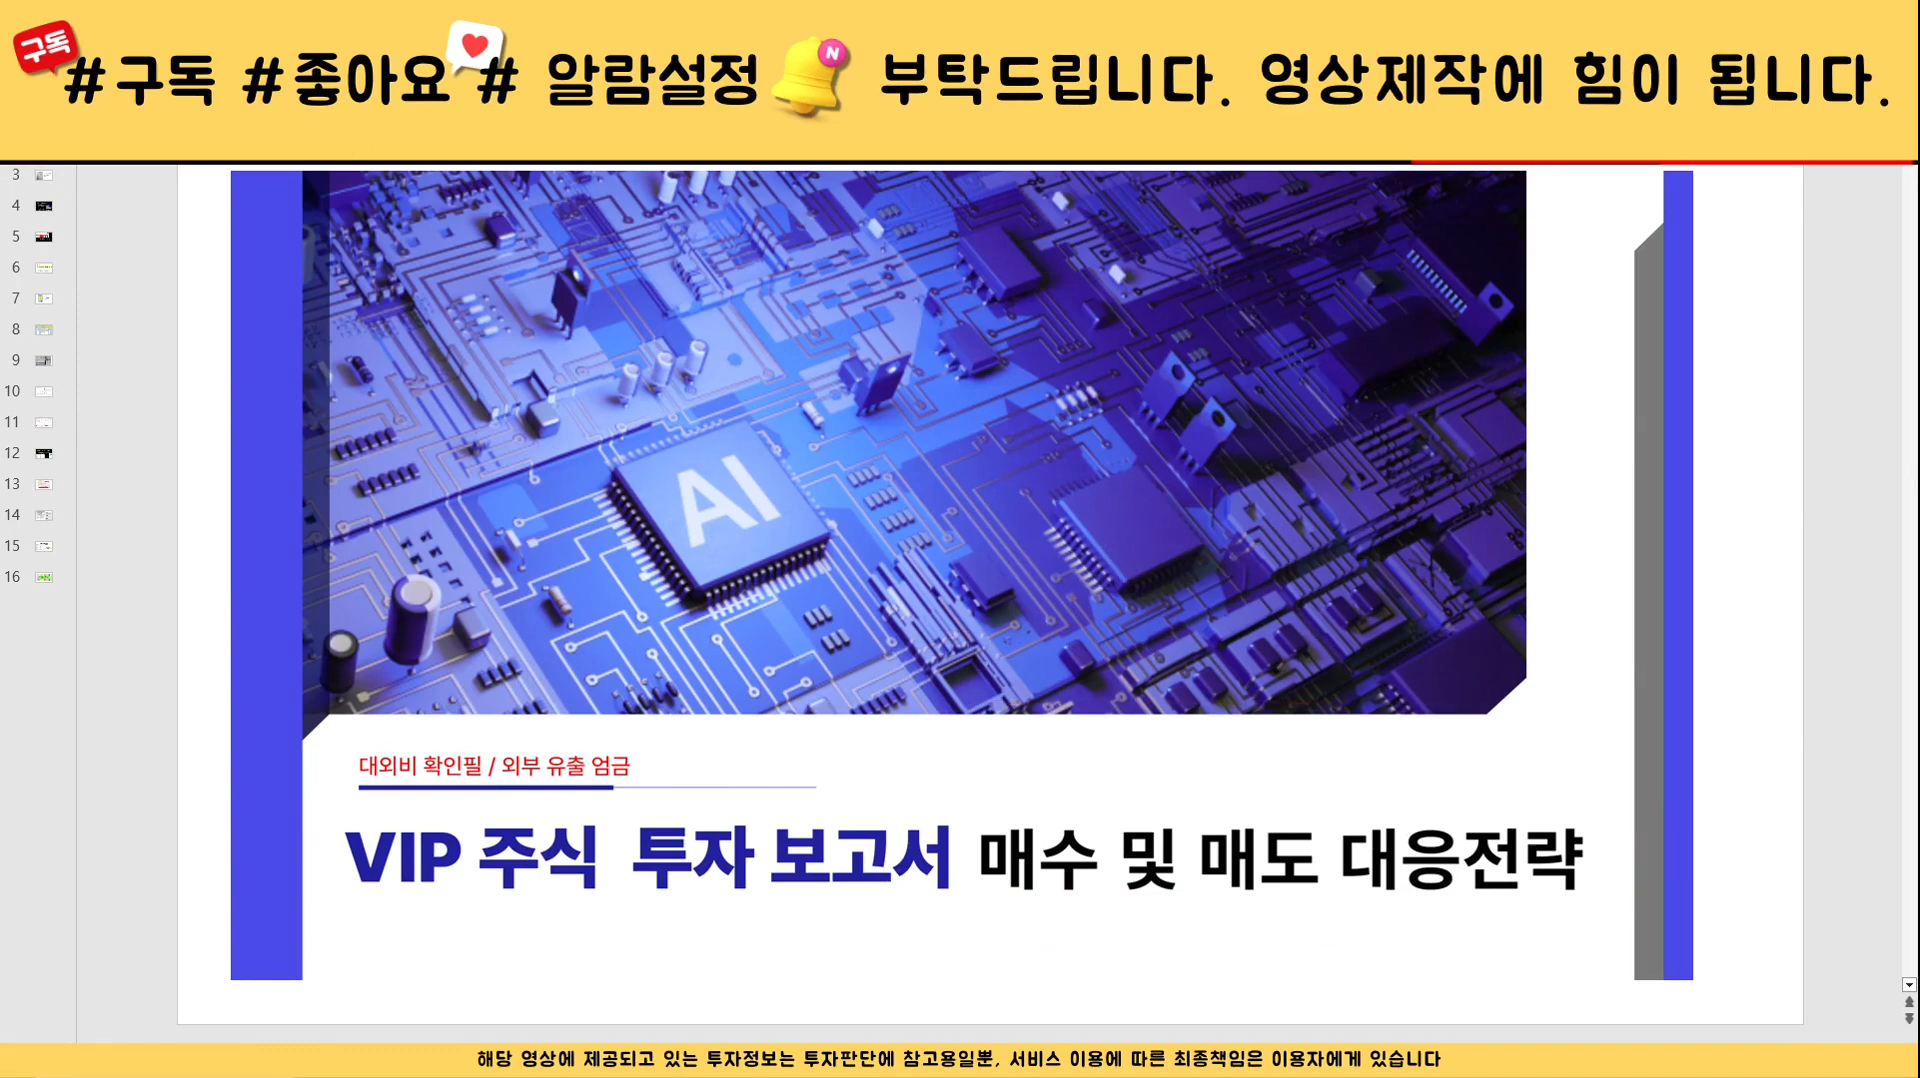 구독
#구독 #좋아요 # 알람설정 N 부탁드립니다. 영상제작에 힘이 됩니다.
3
4
5
6
7
8
9
10
11
12
13
14
15
16
AI
대외비 확인필 / 외부 유출 엄금
VIP 주식 투자 보고서 매수 및 매도 대응전략
해당 영상에 제공되고 있는 투자정보는 투자판단에 참고용일뿐, 서비스 이용에 따른 최종책임은 이용자에게 있습니다